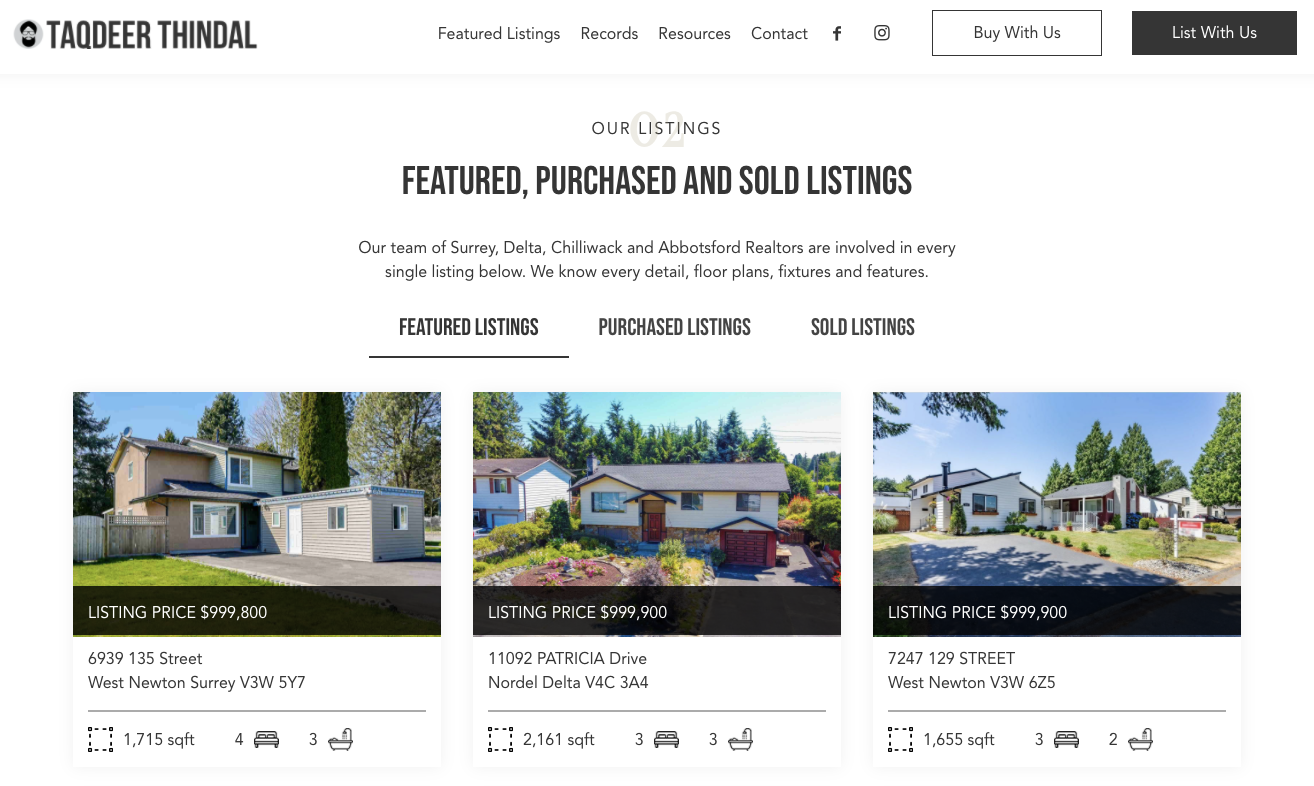 TAQDEER THINDAL
Featured Listings Records Resources Contact Buy With Us List With Us
02
OUR LISTINGS
FEATURED, PURCHASED AND SOLD LISTINGS
Our team of Surrey, Delta, Chilliwack and Abbotsford Realtors are involved in every
single listing below. We know every detail, floor plans, fixtures and features.
FEATURED LISTINGS PURCHASED LISTINGS SOLD LISTINGS
LISTING PRICE $999,800
6939 135 Street
West Newton Surrey V3W 5Y7
1,715 sqft 4 3
LISTING PRICE $999,900
11092 PATRICIA Drive
Nordel Delta V4C 3A4
2,161 sqft 3 3
LISTING PRICE $999,900
7247 129 STREET
West Newton V3W 6Z5
1,655 sqft 3 2